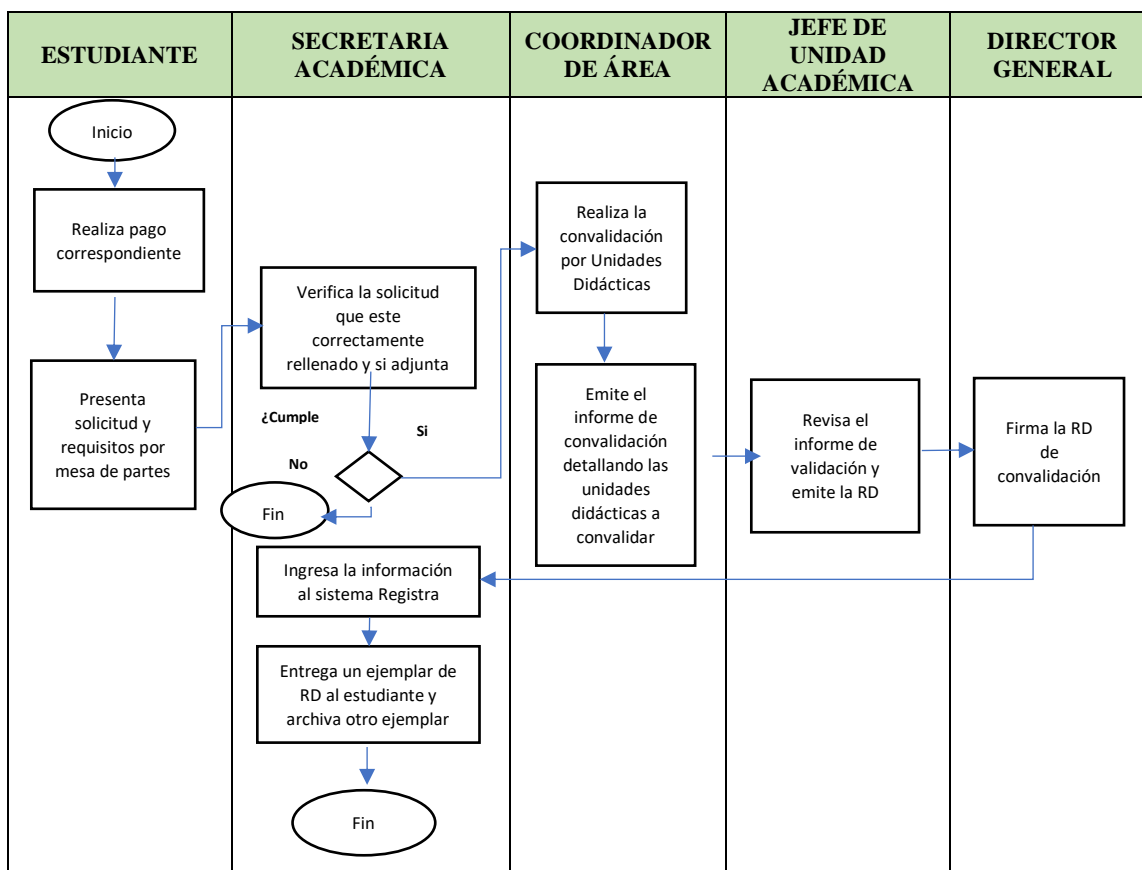 ESTUDIANTE
SECRETARIA
ACADÉMICA
COORDINADOR
DE ÁREA
JEFE DE
UNIDAD
ACADÉMICA
DIRECTOR
GENERAL
Inicio
Realiza pago
correspondiente
Presenta
solicitud y
requisitos por
mesa de partes
Verifica la solicitud
que este
correctamente
rellenado y si adjunta
¿Cumple
Si
No
Fin
Realiza la
convalidación
por Unidades
Didácticas
Emite el
informe de
convalidación
detallando las
unidades
didácticas a
convalidar
Revisa el
informe de
validación y
emite la RD
Firma la RD
de
convalidación
Ingresa la información
al sistema Registra
Entrega un ejemplar de
RD al estudiante y
archiva otro ejemplar
Fin